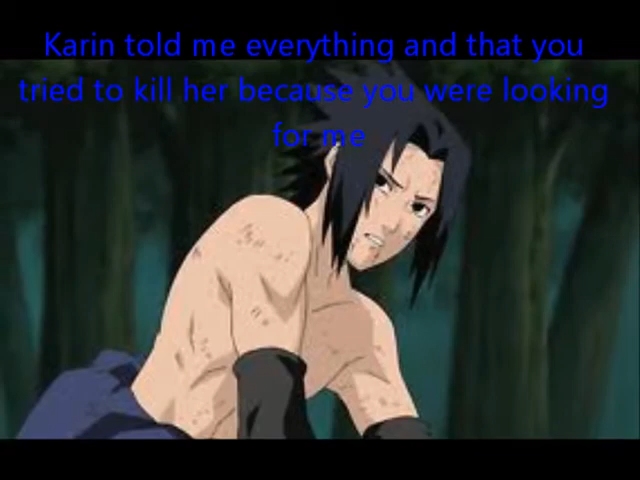 Karin told me everything and that you
tried to kill her because you were looking
for me